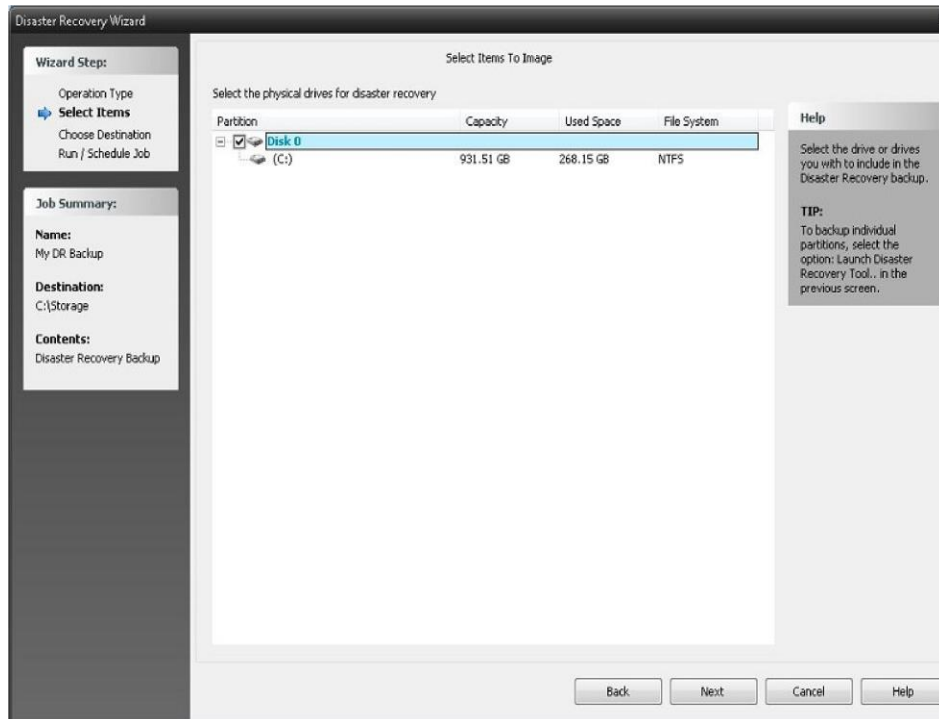 Disaster Recovery Wizard
Wizard Step:
Operation Type
Select Items
Choose Destination
Run / Schedule Job
Job Summary:
Name:
My DR Backup
Destination:
C:\Storage
Contents:
Disaster Recovery Backup
Select Items To Image
Select the physical drives for disaster recovery
Partition Capacity Used Space File System
Disk 0
(C:) 931.51 GB 268.15 GB NTFS
Help
Select the drive or drives
you with to include in the
Disaster Recovery backup.
TIP:
To backup individual
partitions, select the
option: Launch Disaster
Recovery Tool.. in the
previous screen.
Back Next Cancel Help